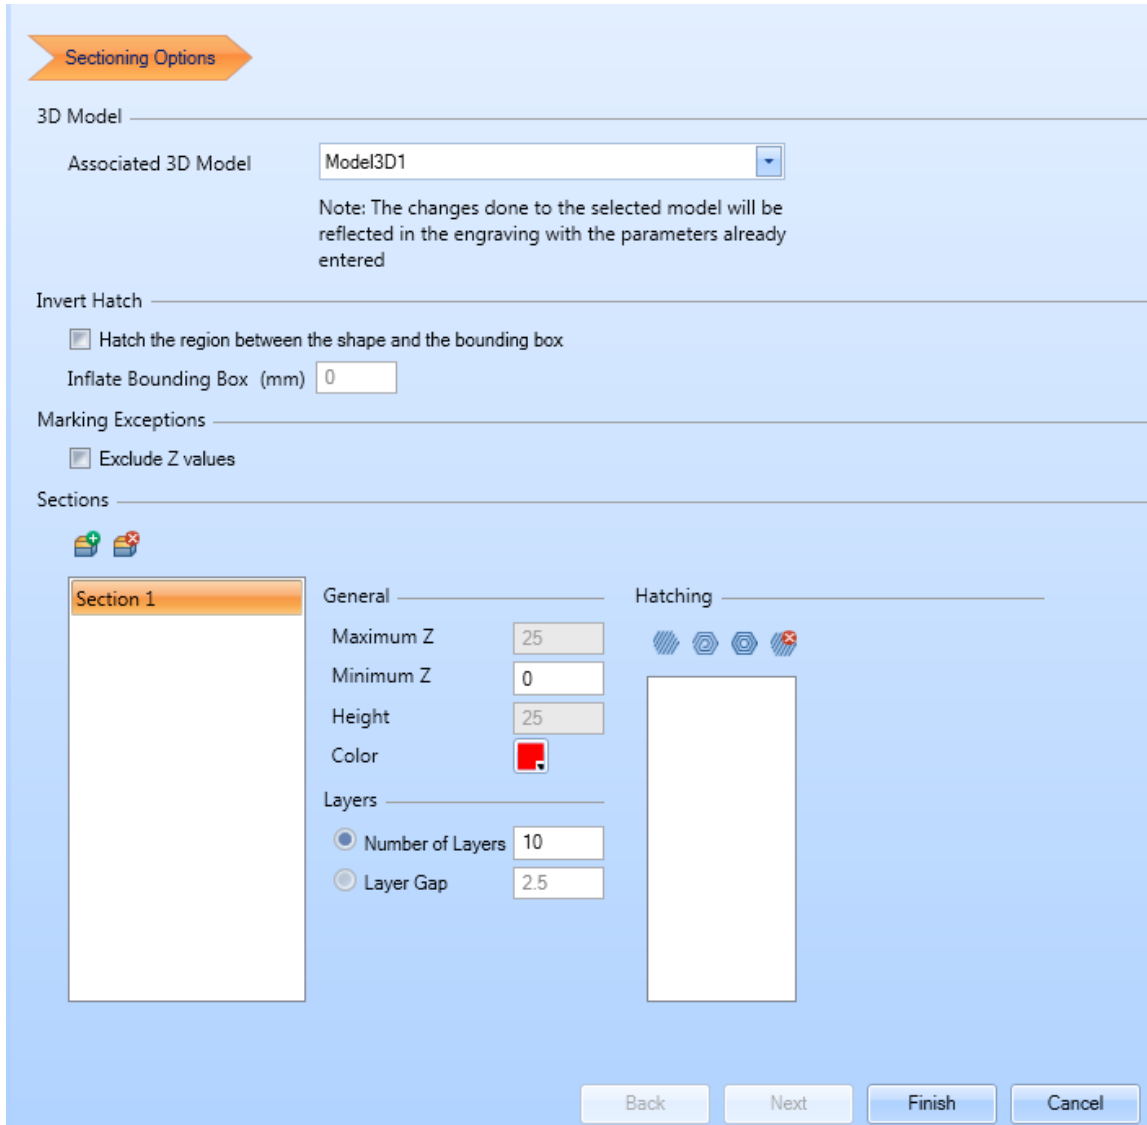 Sectioning Options
3D Model
Associated 3D Model Model3D1
Note: The changes done to the selected model will be
reflected in the engraving with the parameters already
entered
Invert Hatch
Hatch the region between the shape and the bounding box
Inflate Bounding Box (mm) 0
Marking Exceptions
Exclude Z values
Sections
Section 1
General
Maximum Z 25
Minimum Z 0
Height 25
Color
Layers
Number of Layers 10
Layer Gap 2.5
Hatching
Back Next Finish Cancel